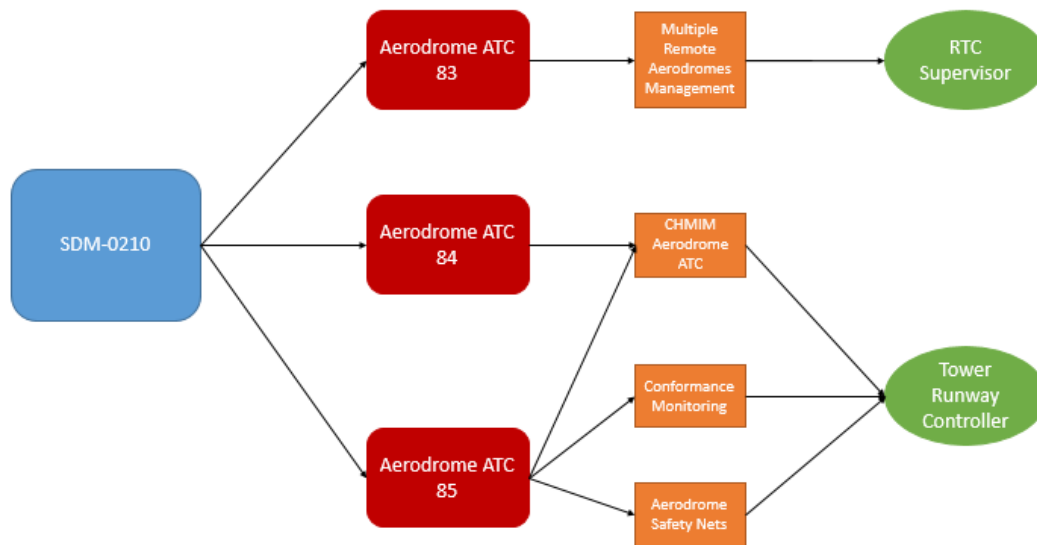 Aerodrome ATC
83
Multiple
Remote
Aerodromes
Management
RTC
Supervisor
SDM-0210
Aerodrome ATC
84
CHMIM
Aerodrome
ATC
Conformance
Monitoring
Tower
Runway
Controller
Aerodrome ATC
85
Aerodrome
Safety Nets